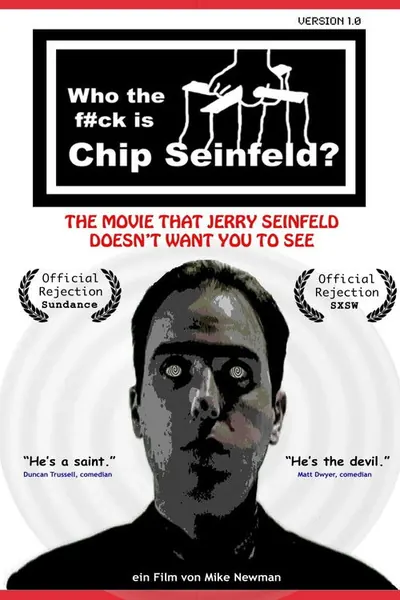 VERSION 1.0
Who the
f#ck is
Chip Seinfeld?
THE MOVIE THAT JERRY SEINFELD
DOESN'T WANT YOU TO SEE
Official
Rejection
Sundance
Official
Rejection
SXSW
"He's a saint."
Duncan Trussell, comedian
"He's the devil."
Matt Dwyer, comedian
ein Film von Mike Newman